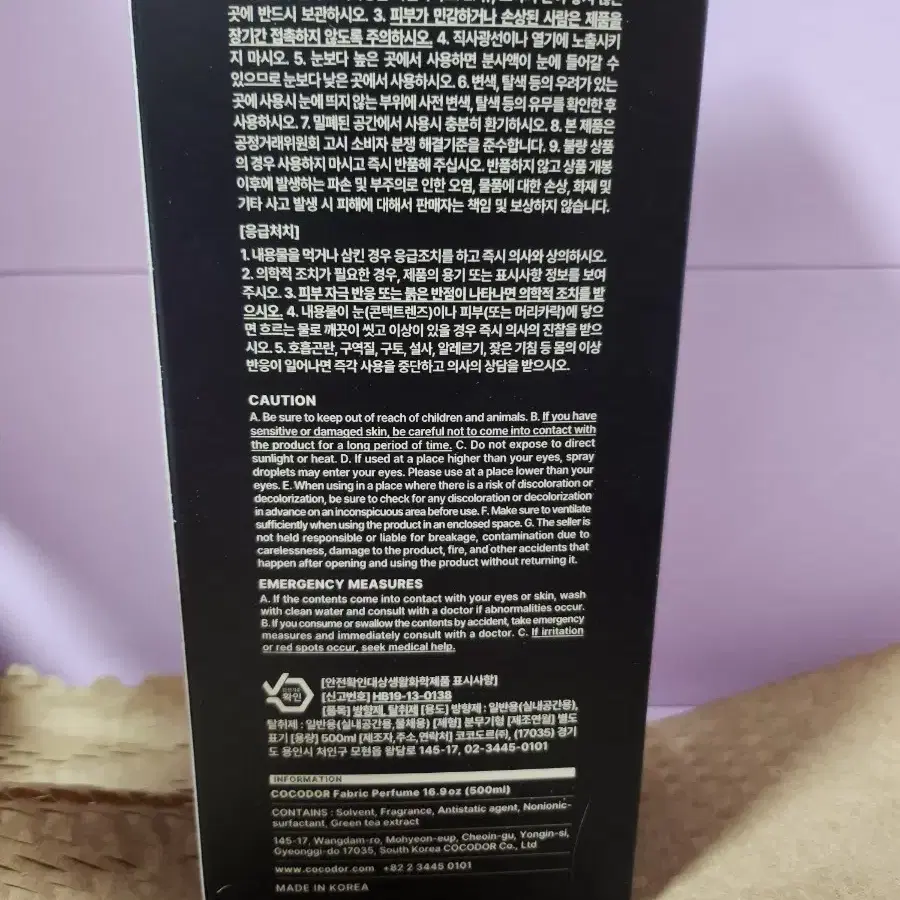 곳에 반드시 보관하시오. 3. 피부가 민감하거나 손상된 사람은 제품을
장기간 접촉하지 않도록 주의하시오. 4. 직사광선이나 열기에 노출시키
지 마시오. 5. 눈보다 높은 곳에서 사용하면 분사액이 눈에 들어갈 수
있으므로 눈보다 낮은 곳에서 사용하시오. 6. 변색, 탈색 등의 우려가 있는
곳에 사용시 눈에 띄지 않는 부위에 사전 변색, 탈색 등의 유무를 확인한 후
사용하시오. 7. 밀폐된 공간에서 사용시 충분히 환기하시오. 8. 본 제품은
공정거래위원회 고시 소비자 분쟁 해결기준을 준수합니다. 9. 불량 상품
의 경우 사용하지 마시고 즉시 반품해 주십시오. 반품하지 않고 상품 개봉
이후에 발생하는 파손 및 부주의로 인한 오염, 물품에 대한 손상, 화재 및
기타 사고 발생 시 피해에 대해서 판매자는 책임 및 보상하지 않습니다.
[응급처치]
1. 내용물을 먹거나 삼킨 경우 응급조치를 하고 즉시 의사와 상의하시오.
2. 의학적 조치가 필요한 경우, 제품의 용기 또는 표시사항 정보를 보여
주시오. 3. 피부 자극 반응 또는 붉은 반점이 나타나면 의학적 조치를 받
으시오. 4. 내용물이 눈(콘택트렌즈)이나 피부(또는 머리카락)에 닿으
면 흐르는 물로 깨끗이 씻고 이상이 있을 경우 즉시 의사의 진찰을 받으
시오. 5. 호흡곤란, 구역질, 구토, 설사, 알레르기, 잦은 기침 등 몸의 이상
반응이 일어나면 즉각 사용을 중단하고 의사의 상담을 받으시오.
CAUTION
A. Be sure to keep out of reach of children and animals. B. If you have
sensitive or damaged skin, be careful not to come into contact with
the product for a long period of time. C. Do not expose to direct
sunlight or heat. D. If used at a place higher than your eyes, spray
droplets may enter your eyes. Please use at a place lower than your
eyes. E. When using in a place where there is a risk of discoloration or
decolorization, be sure to check for any discoloration or decolorization
in advance on an inconspicuous area before use. F. Make sure to ventilate
sufficiently when using the product in an enclosed space. G. The seller is
not held responsible or liable for breakage, contamination due to
carelessness, damage to the product, fire, and other accidents that
happen after opening and using the product without returning it.
EMERGENCY MEASURES
A. If the contents come into contact with your eyes or skin, wash
with clean water and consult with a doctor if abnormalities occur.
B. If you consume or swallow the contents by accident, take emergency
measures and immediately consult with a doctor. C. If irritation
or red spots occur, seek medical help.
확인
[안전확인대상생활화학제품 표시사항]
[신고번호] HB19-13-0138
[품목] 방향제, 탈취제 [용도] 방향제 : 일반용(실내공간용),
탈취제 : 일반용(실내공간용,물체용) [제형] 분무기형 [제조연월] 별도
표기 [용량] 500ml [제조자,주소,연락처] 코코도르㈜, (17035) 경기
도 용인시 처인구 모현읍 왕담로 145-17, 02-3445-0101
INFORMATION
COCODOR Fabric Perfume 16.9oz (500ml)
CONTAINS : Solvent, Fragrance, Antistatic agent, Nonionic-
surfactant, Green tea extract
145-17, Wangdam-ro, Mohyeon-eup, Cheoin-gu, Yongin-si,
Gyeonggi-do 17035, South Korea COCODOR Co., Ltd
www.cocodor.com +82 2 3445 0101
MADE IN KOREA